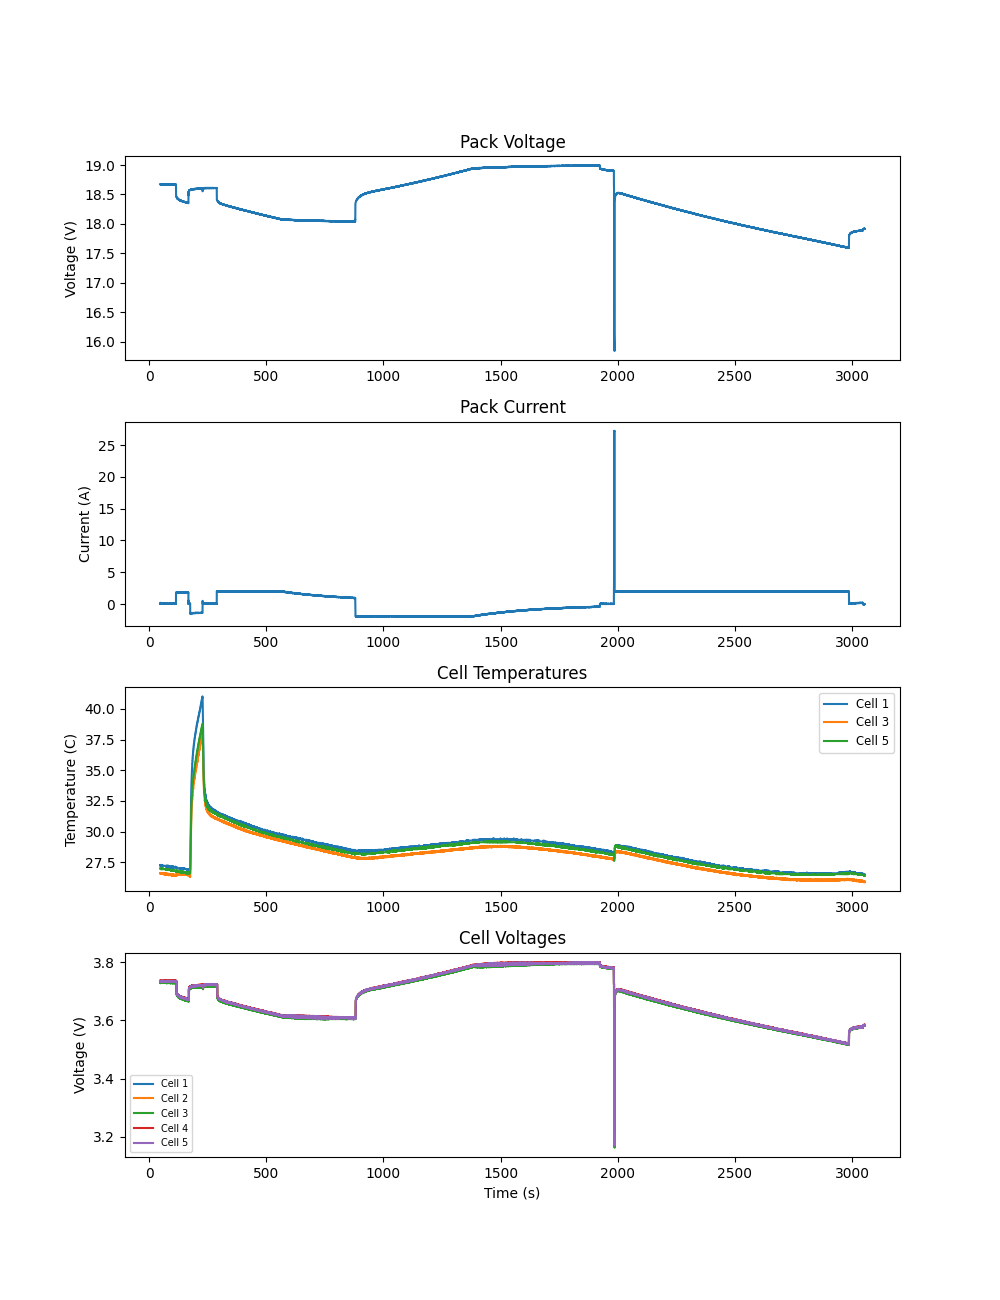 Pack Voltage
19.0
18.5
18.0
17.5
17.0
16.5
16.0
Voltage (V)
0 500 1000 1500 2000 2500 3000
Pack Current
25
20
15
10
5
0
Current (A)
0 500 1000 1500 2000 2500 3000
Cell Temperatures
40.0
37.5
35.0
32.5
30.0
27.5
Temperature (C)
Cell 1
Cell 3
Cell 5
0 500 1000 1500 2000 2500 3000
Cell Voltages
3.8
3.6
3.4
3.2
Voltage (V)
Cell 1
Cell 2
Cell 3
Cell 4
Cell 5
0 500 1000 1500 2000 2500 3000
Time (s)